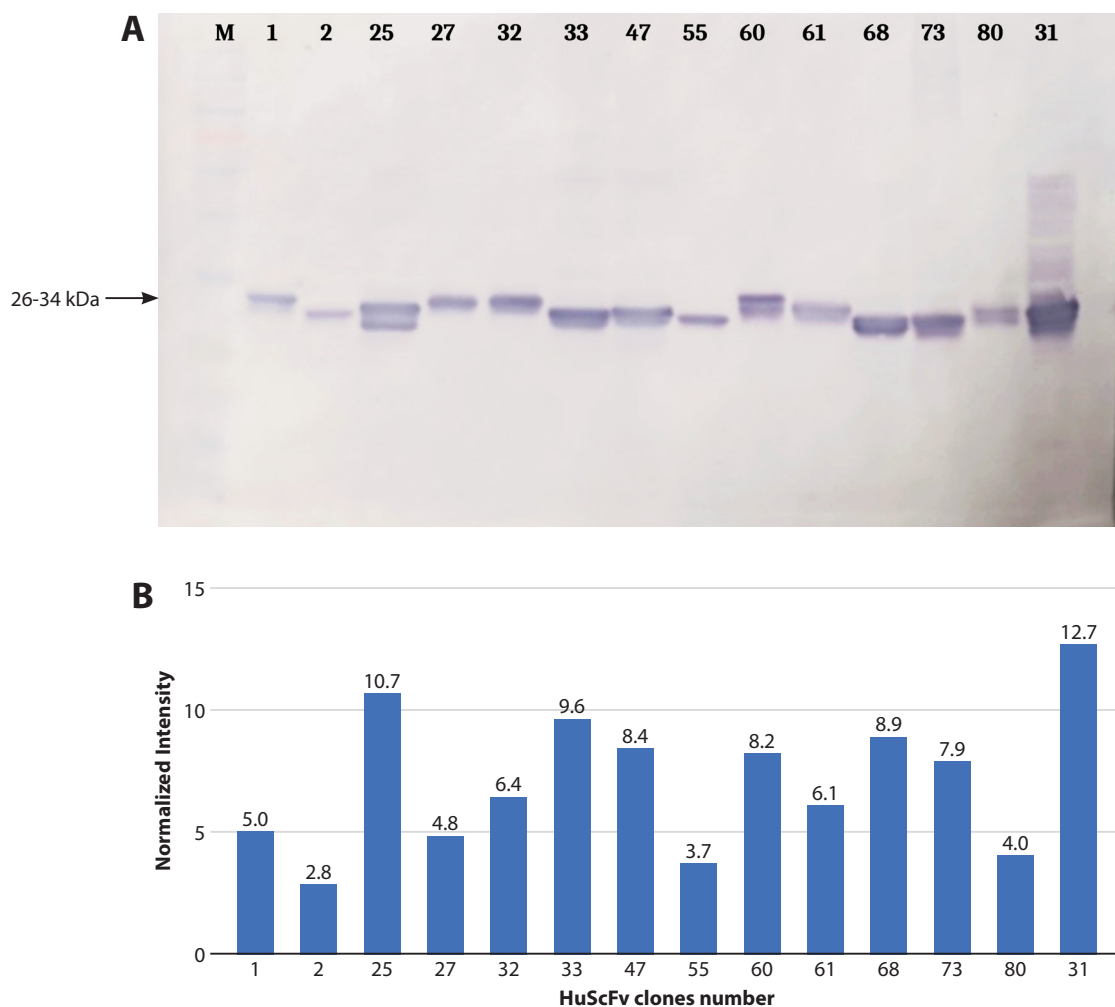 A
M 1 2 25 27 32 33 47 55 60 61 68 73 80 31
26-34 kDa
B
15
10
5
0
Normalized Intensity
5.0 2.8 10.7 4.8 6.4 9.6 8.4 3.7 8.2 6.1 8.9 7.9 4.0 12.7
1 2 25 27 32 33 47 55 60 61 68 73 80 31
HuScFv clones number